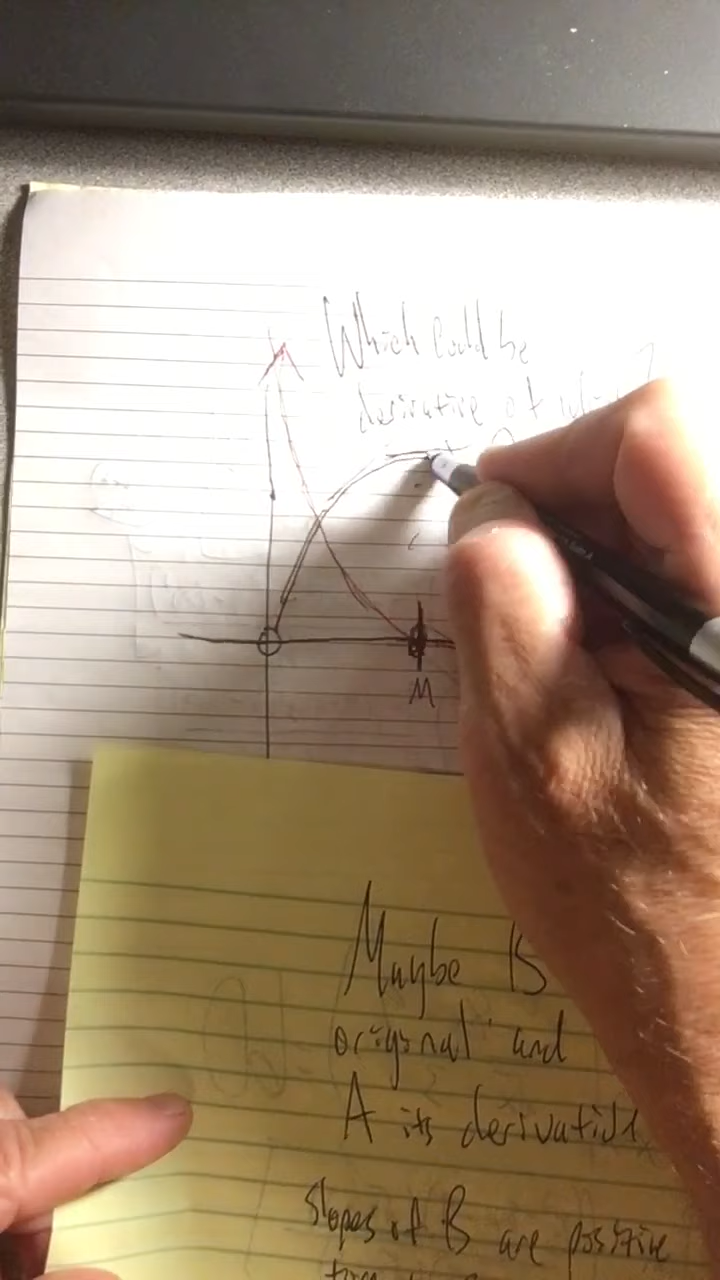 Which could be
derivative of
M
Maybe B
original and
A its derivative
Slopes of B are positive